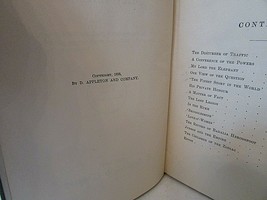 Copyright, 1893,
By D. APPLETON AND COMPANY.
CONT
The Disturber of Traffic
A Conference of the Powers
My Lord the Elephant
One View of the Question
"The Finest Story in the World"
His Private Honour
A Matter of Fact
The Lost Legion
In the Rukh
"Brugglesmith"
"Love-o'-Women"
The Record of Badalia Herodsfoot
Judson and the Empire
The Children of the Zodiac
Envoi